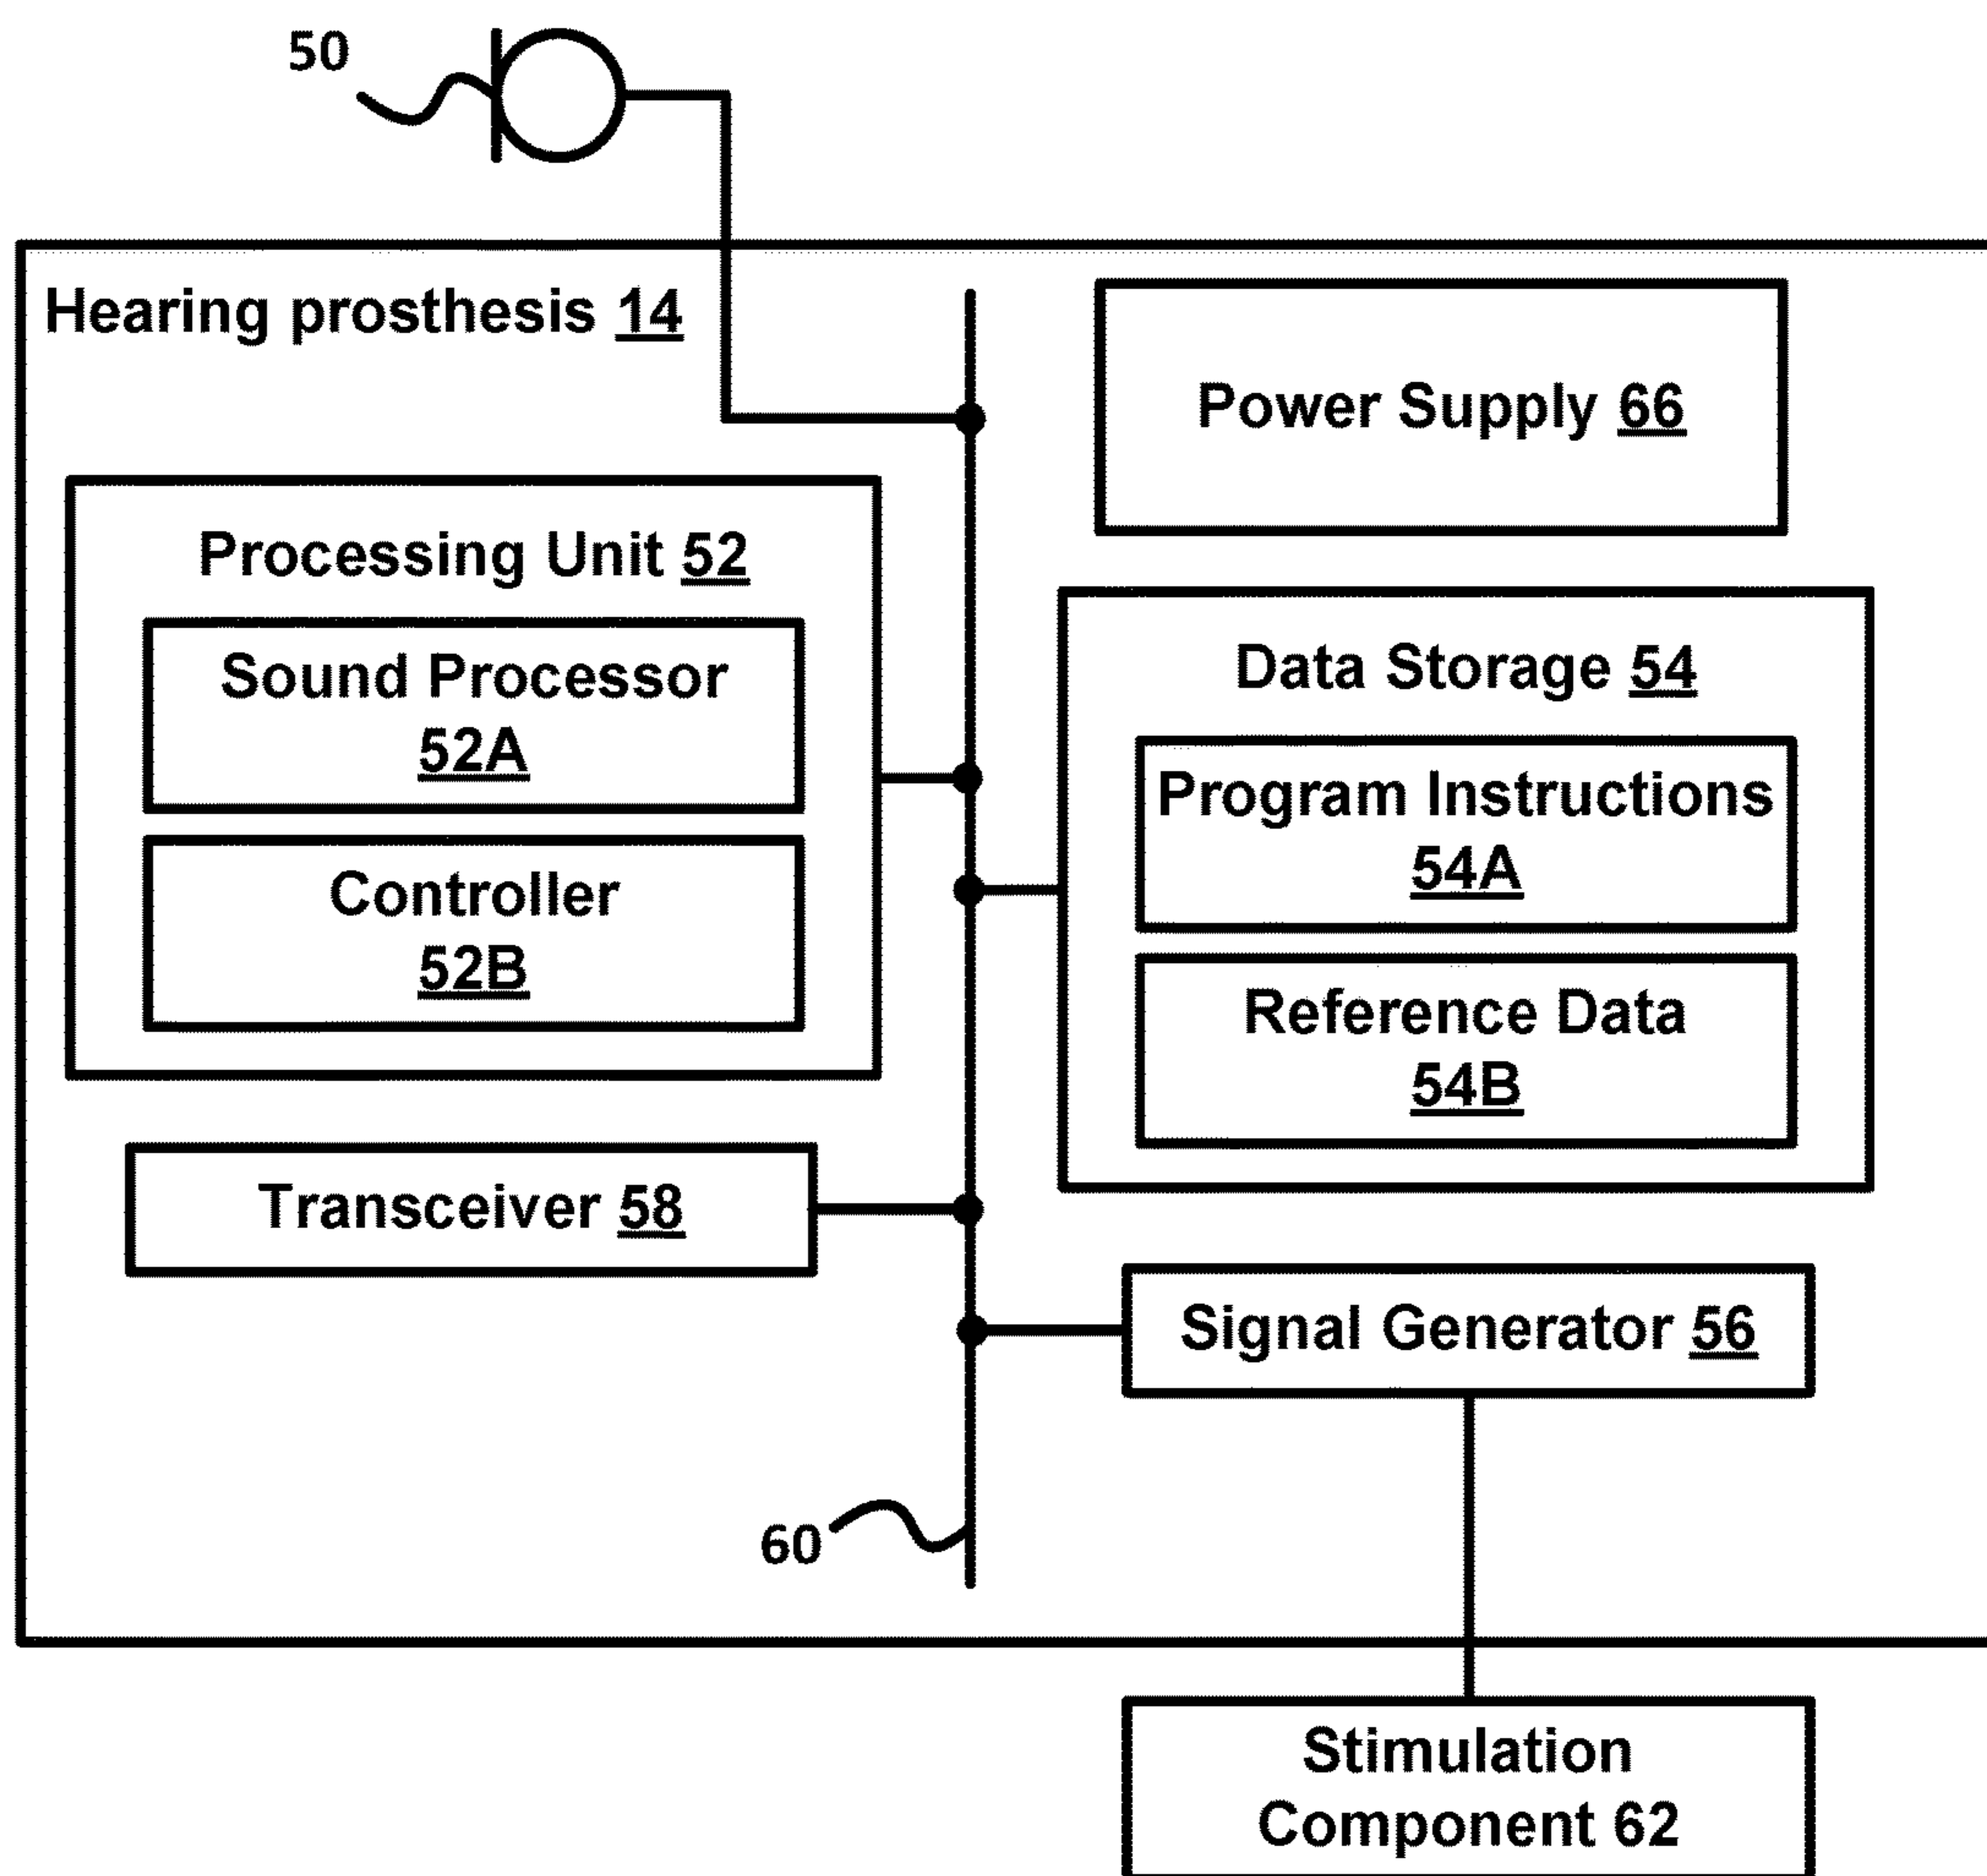 50
Hearing prosthesis 14
Power Supply 66
Processing Unit 52
Sound Processor
52A
Controller
52B
Data Storage 54
Program Instructions
54A
Reference Data
54B
Transceiver 58
Signal Generator 56
60
Stimulation
Component 62